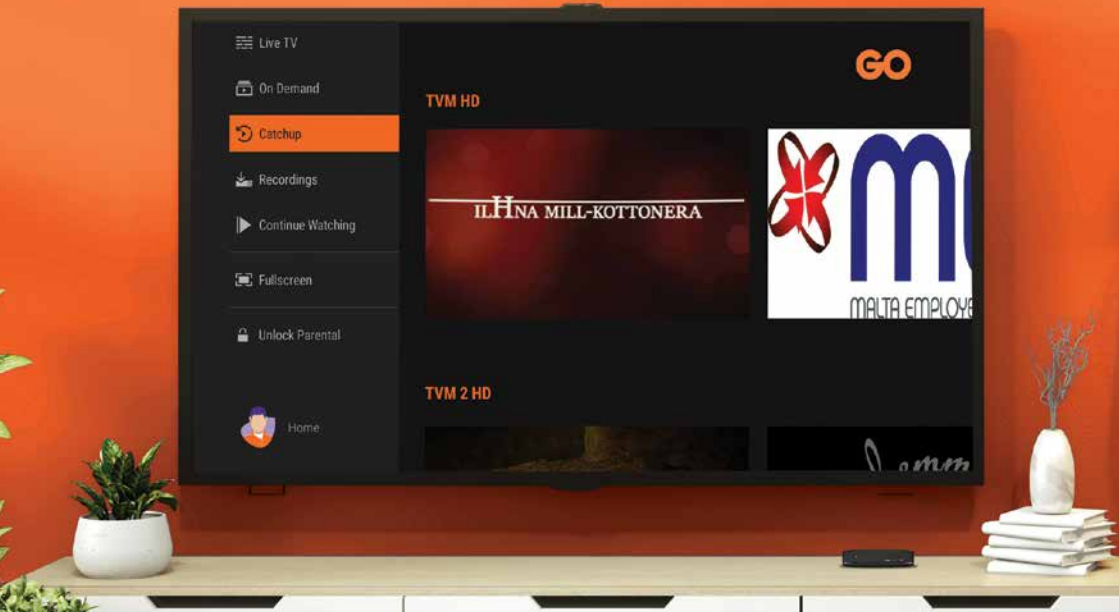 Live TV
On Demand
Catchup
Recordings
Continue Watching
Fullscreen
Unlock Parental
Home
GO
TVM HD
ILĦNA MILL-KOTTONERA
MALTA EMPLOYE
TVM 2 HD